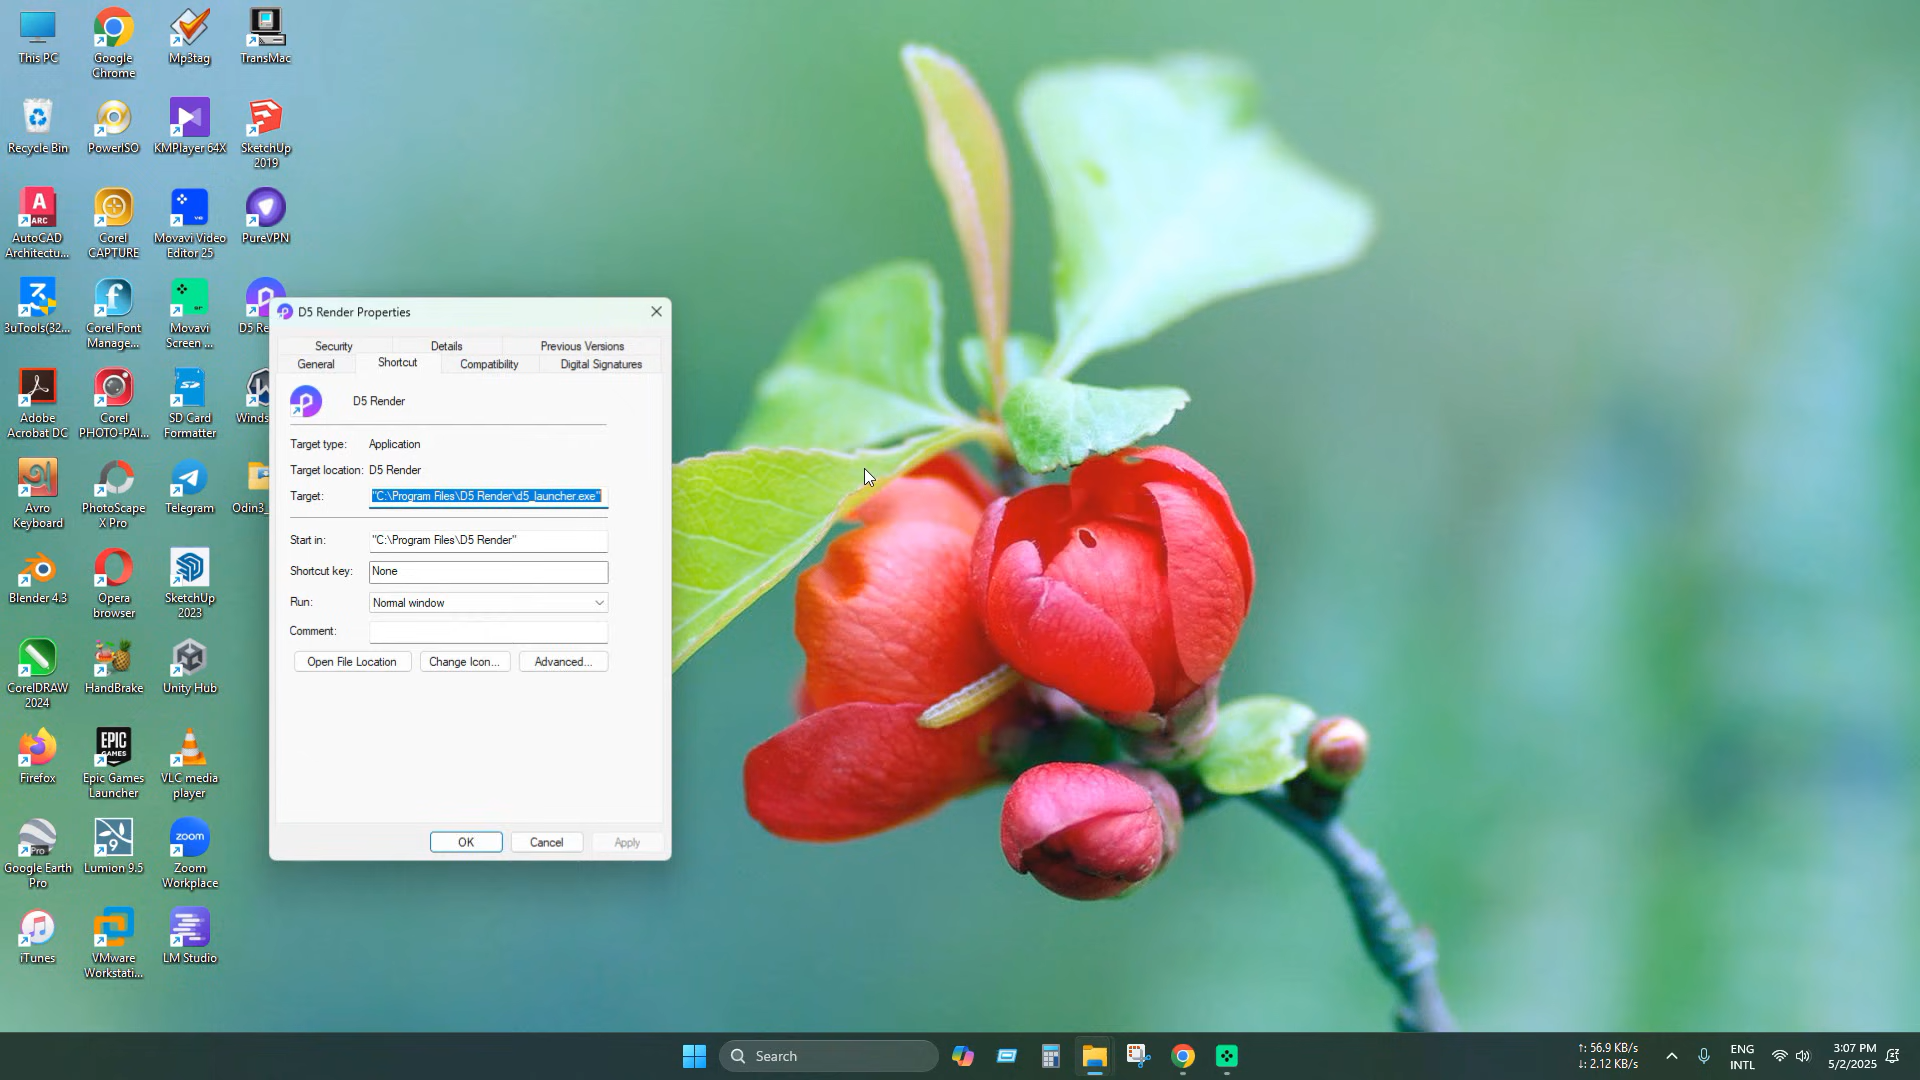 This PC
Google
Chrome
Mp3tag
TransMac
Recycle Bin
PowerISO
KMPlayer 64X
SketchUp
2019
AutoCAD
Architectu...
Corel
CAPTURE
Movavi Video
Editor 25
PureVPN
3uTools(32...
Corel Font
Manage...
Movavi
Screen ...
D5 Re
Adobe
Acrobat DC
Corel
PHOTO-PAI...
SD Card
Formatter
Winds
Avro
Keyboard
PhotoScape
X Pro
Telegram
Odin3_
Blender 4.3
Opera
browser
SketchUp
2023
CorelDRAW
2024
HandBrake
Unity Hub
Firefox
EPIC
GAMES
Epic Games
Launcher
VLC media
player
Google Earth
Pro
Lumion 9.5
zoom
Zoom
Workplace
iTunes
VMware
Workstati...
LM Studio
D5 Render Properties
Security
Details
Previous Versions
General
Shortcut
Compatibility
Digital Signatures
D5 Render
Target type: Application
Target location: D5 Render
Target: "C:\Program Files\D5 Render\d5_launcher.exe"
Start in: "C:\Program Files\D5 Render"
Shortcut key: None
Run: Normal window
Comment:
Open File Location
Change Icon...
Advanced...
OK
Cancel
Apply
Search
↑: 56.9 KB/s
↓: 2.12 KB/s
ENG
INTL
3:07 PM
5/2/2025